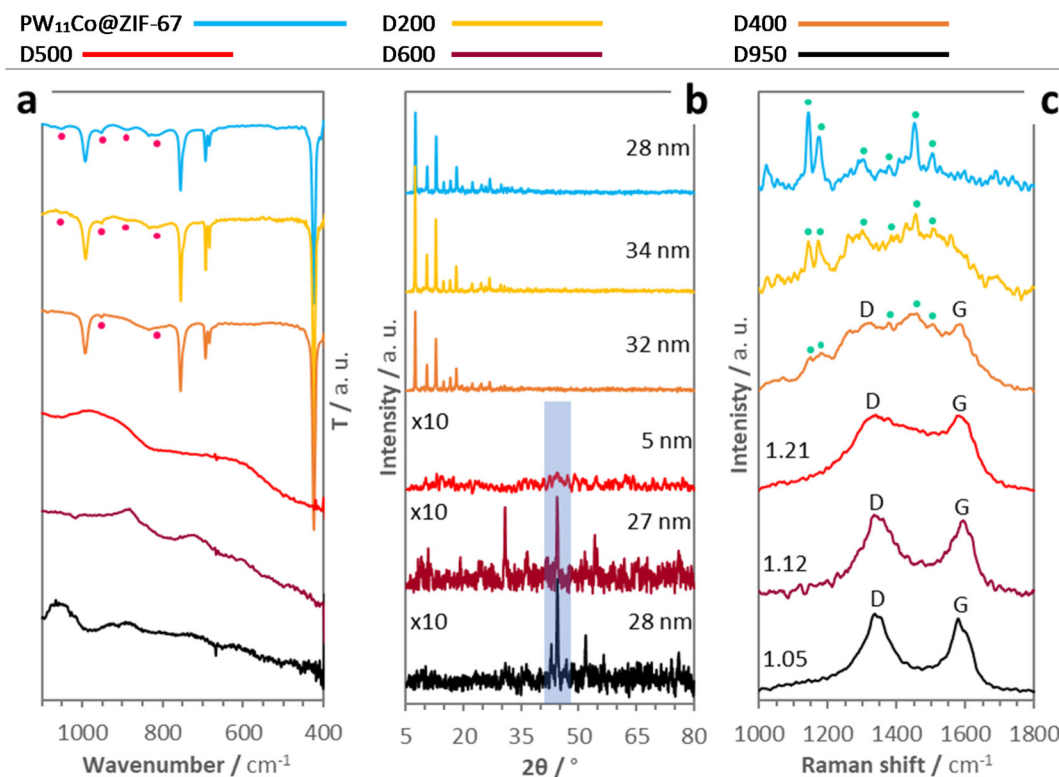 PW₁₁Co@ZIF-67 D200 D400
D500 D600 D950
a b c
28 nm
34 nm
32 nm
x10
5 nm
x10
27 nm
x10
28 nm
D G
D G
1.21
D G
1.12
D G
1.05
T / a. u.
Intensity / a. u.
Intenisty / a. u.
1000 800 600 400
Wavenumber / cm⁻¹
5 20 35 50 65 80
2θ / °
1000 1200 1400 1600 1800
Raman shift / cm⁻¹